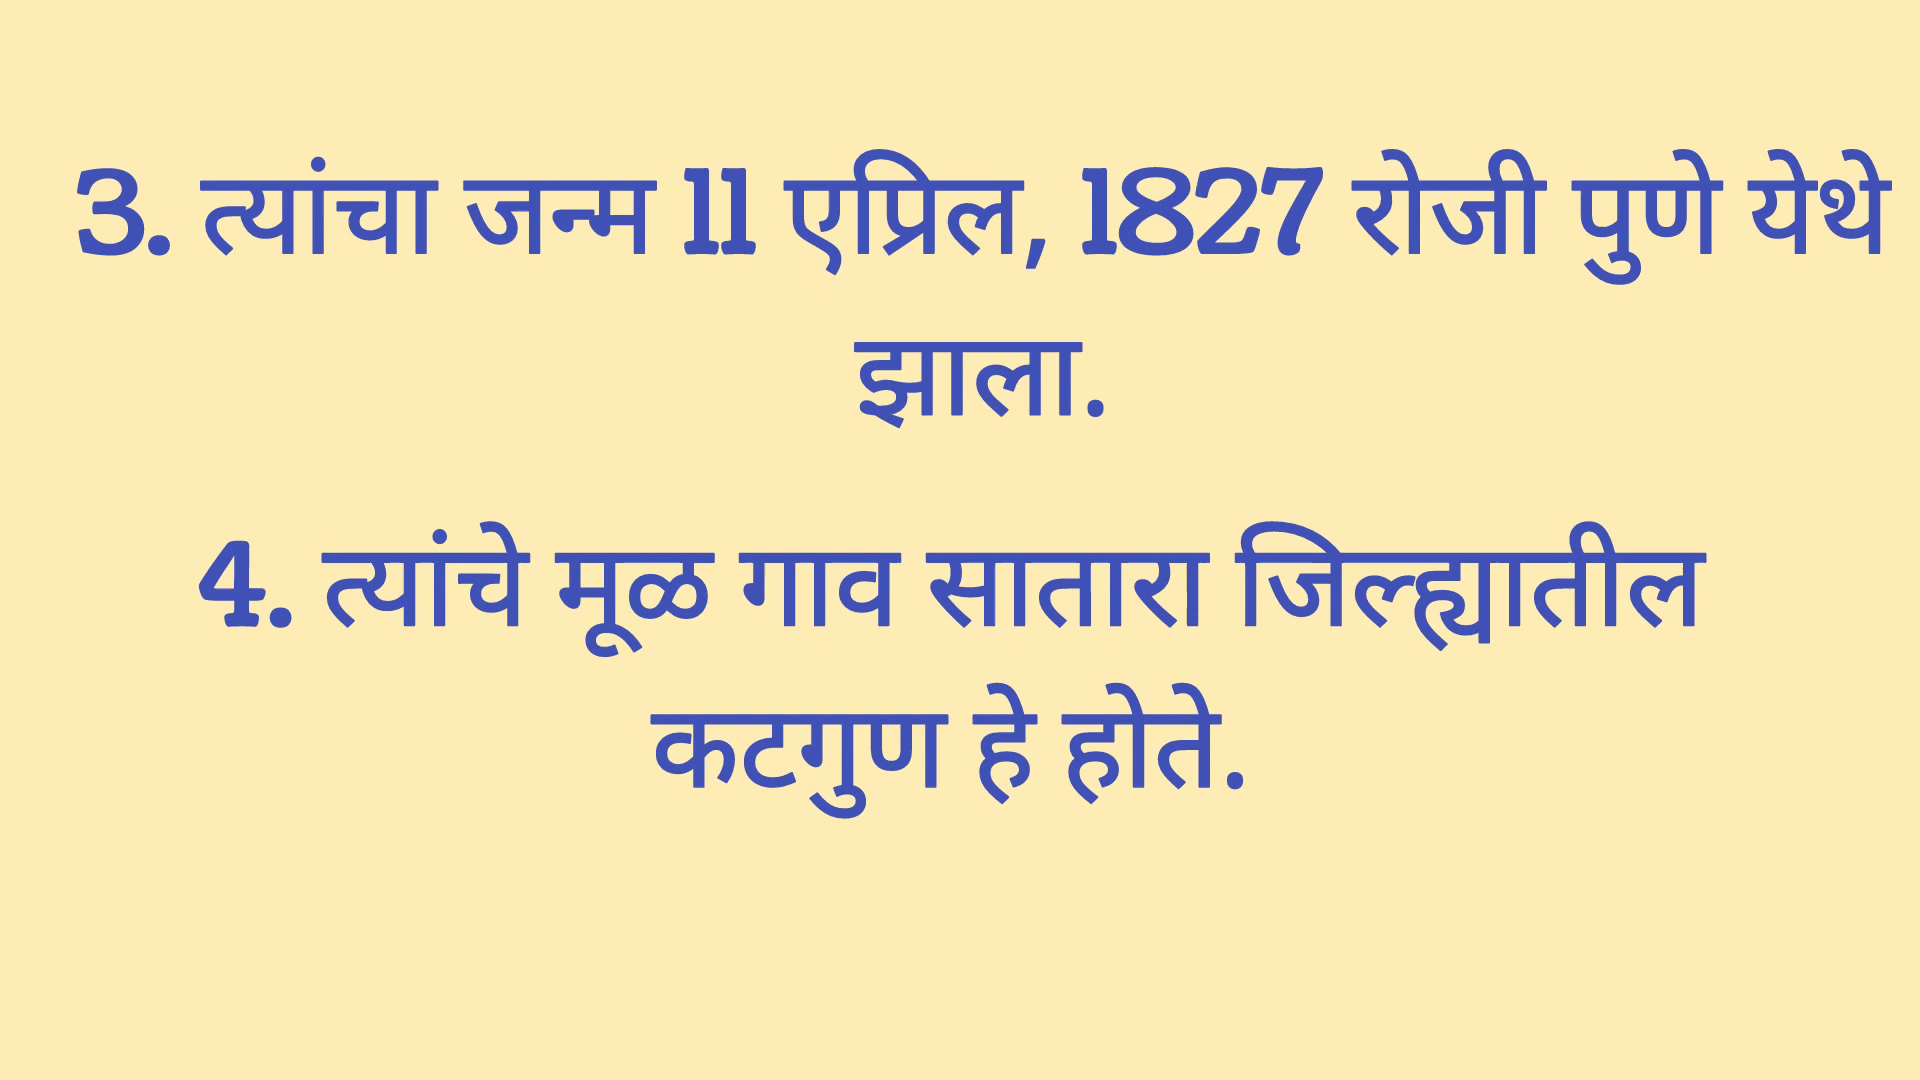 3. त्यांचा जन्म 11 एप्रिल, 1827 रोजी पुणे येथे
झाला.
4. त्यांचे मूळ गाव सातारा जिल्ह्यातील
कटगुण हे होते.